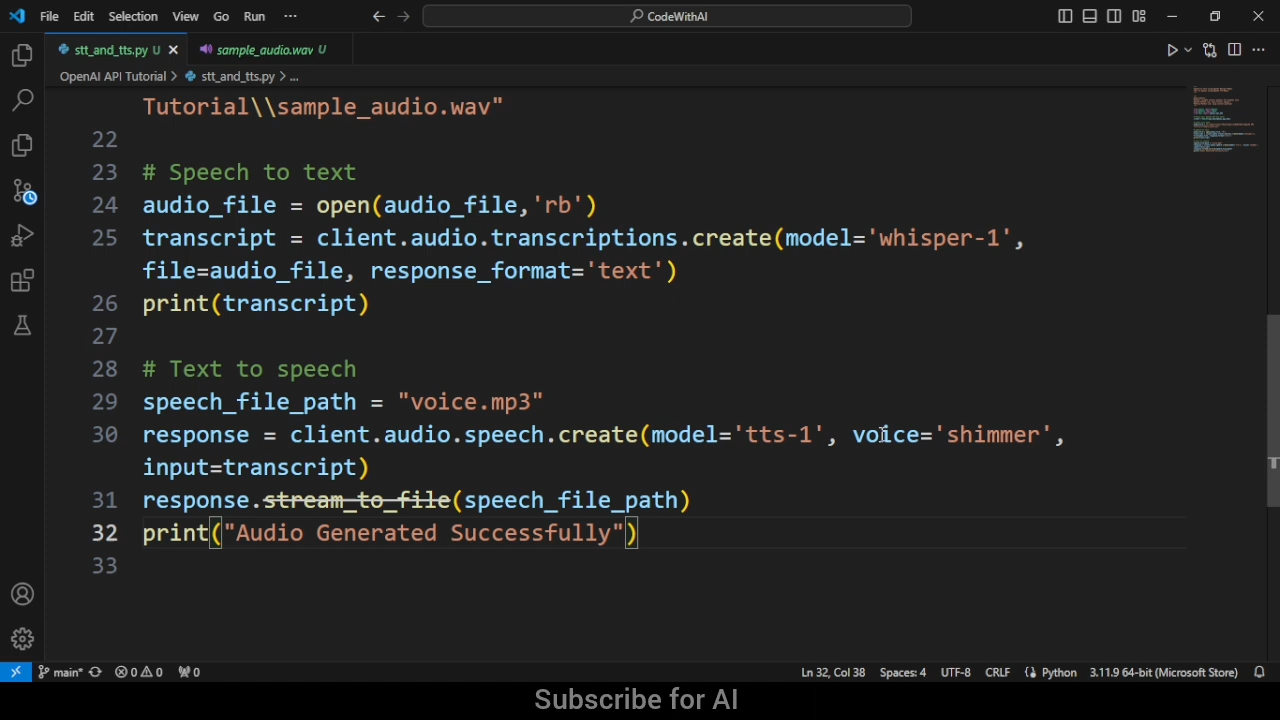 File Edit Selection View Go Run ··· CodeWithAI
stt_and_tts.py U sample_audio.wav U
OpenAI API Tutorial > stt_and_tts.py > ...
Tutorial\\sample_audio.wav"
22
23 # Speech to text
24 audio_file = open(audio_file,'rb')
25 transcript = client.audio.transcriptions.create(model='whisper-1',
file=audio_file, response_format='text')
26 print(transcript)
27
28 # Text to speech
29 speech_file_path = "voice.mp3"
30 response = client.audio.speech.create(model='tts-1', voice='shimmer',
input=transcript)
31 response.stream_to_file(speech_file_path)
32 print("Audio Generated Successfully")
33
main* 0 0 0 Ln 32, Col 38 Spaces: 4 UTF-8 CRLF Python 3.11.9 64-bit (Microsoft Store)
Subscribe for AI